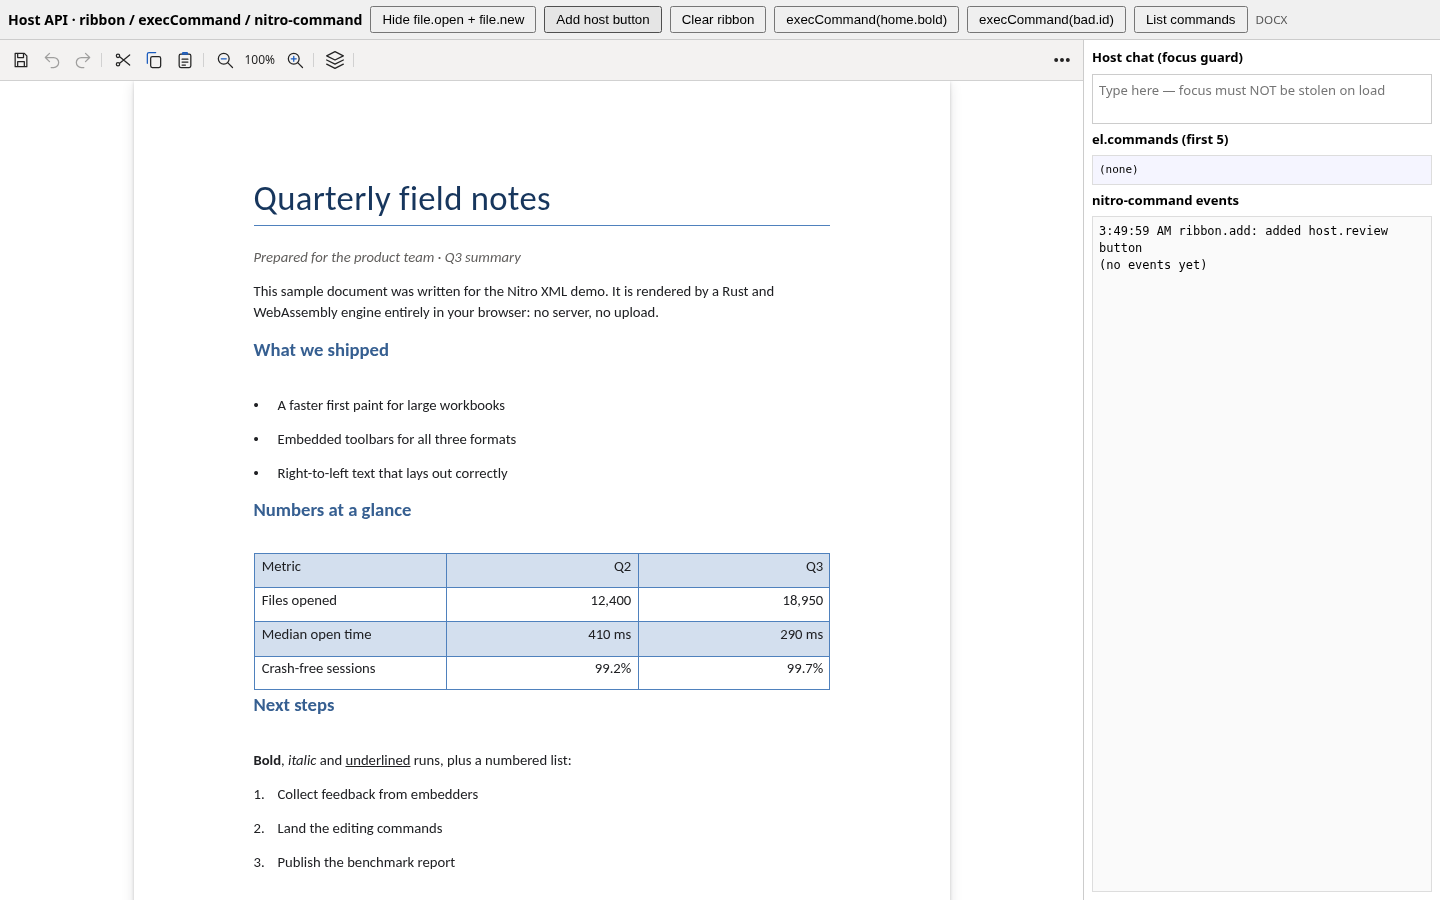 Host API · ribbon / execCommand / nitro-command
Hide file.open + file.new
Add host button
Clear ribbon
execCommand(home.bold)
execCommand(bad.id)
List commands
DOCX
100%
Host chat (focus guard)
Type here — focus must NOT be stolen on load
el.commands (first 5)
(none)
nitro-command events
3:49:59 AM ribbon.add: added host.review
button
(no events yet)
Quarterly field notes
Prepared for the product team · Q3 summary
This sample document was written for the Nitro XML demo. It is rendered by a Rust and
WebAssembly engine entirely in your browser: no server, no upload.
What we shipped
• A faster first paint for large workbooks
• Embedded toolbars for all three formats
• Right-to-left text that lays out correctly
Numbers at a glance
Metric Q2 Q3
Files opened 12,400 18,950
Median open time 410 ms 290 ms
Crash-free sessions 99.2% 99.7%
Next steps
Bold, italic and underlined runs, plus a numbered list:
1. Collect feedback from embedders
2. Land the editing commands
3. Publish the benchmark report